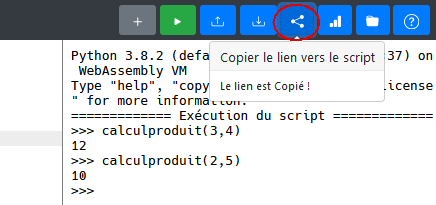 Python 3.8.2 (defa
37) on
WebAssembly VM
Type "help", "copy
license
" for more information.
Copier le lien vers le script
Le lien est Copié !
============ Exécution du script ============
>>> calculproduit(3,4)
12
>>> calculproduit(2,5)
10
>>>